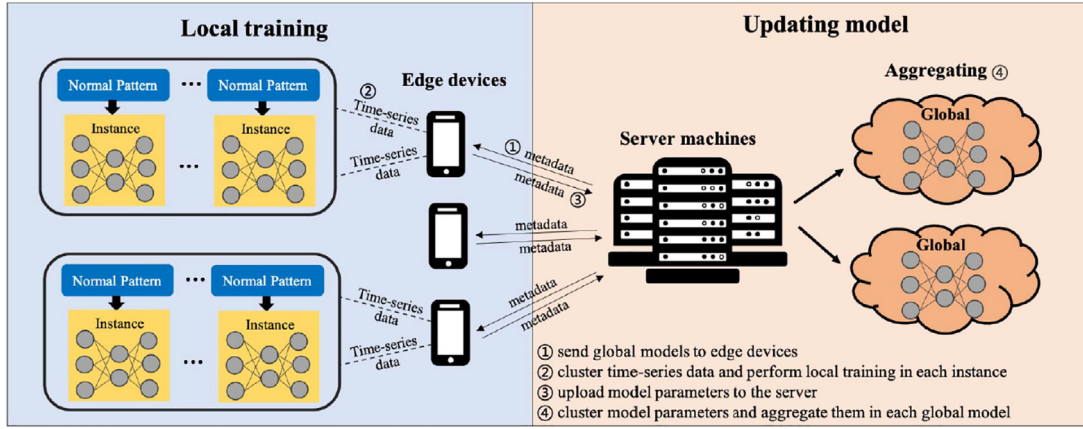 Local training
Updating model
Normal Pattern
...
Normal Pattern
Instance
...
Instance
②
Time-series
data
Time-series
data
Edge devices
① metadata
metadata ③
metadata
metadata
metadata
metadata
Server machines
Aggregating ④
Global
Global
Normal Pattern
...
Normal Pattern
Instance
...
Instance
Time-series
data
Time-series
data
① send global models to edge devices
② cluster time-series data and perform local training in each instance
③ upload model parameters to the server
④ cluster model parameters and aggregate them in each global model